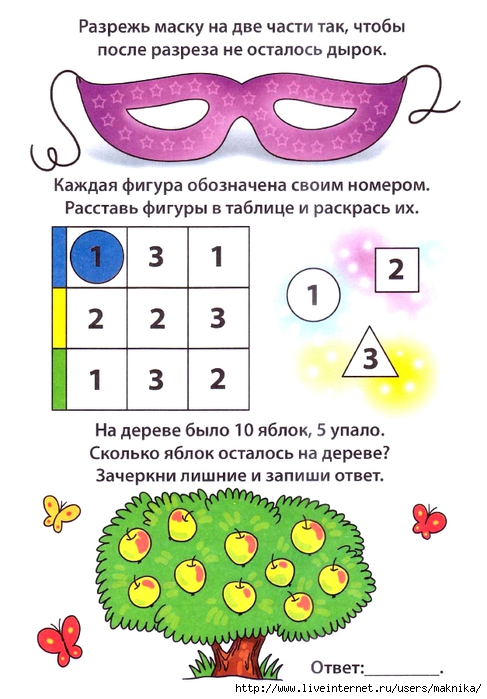 Разрежь маску на две части так, чтобы
после разреза не осталось дырок.
Каждая фигура обозначена своим номером.
Расставь фигуры в таблице и раскрась их.
1 3 1
2 2 3
1 3 2
1
2
3
На дереве было 10 яблок, 5 упало.
Сколько яблок осталось на дереве?
Зачеркни лишние и запиши ответ.
Ответ:________.
http://www.liveinternet.ru/users/maknika/